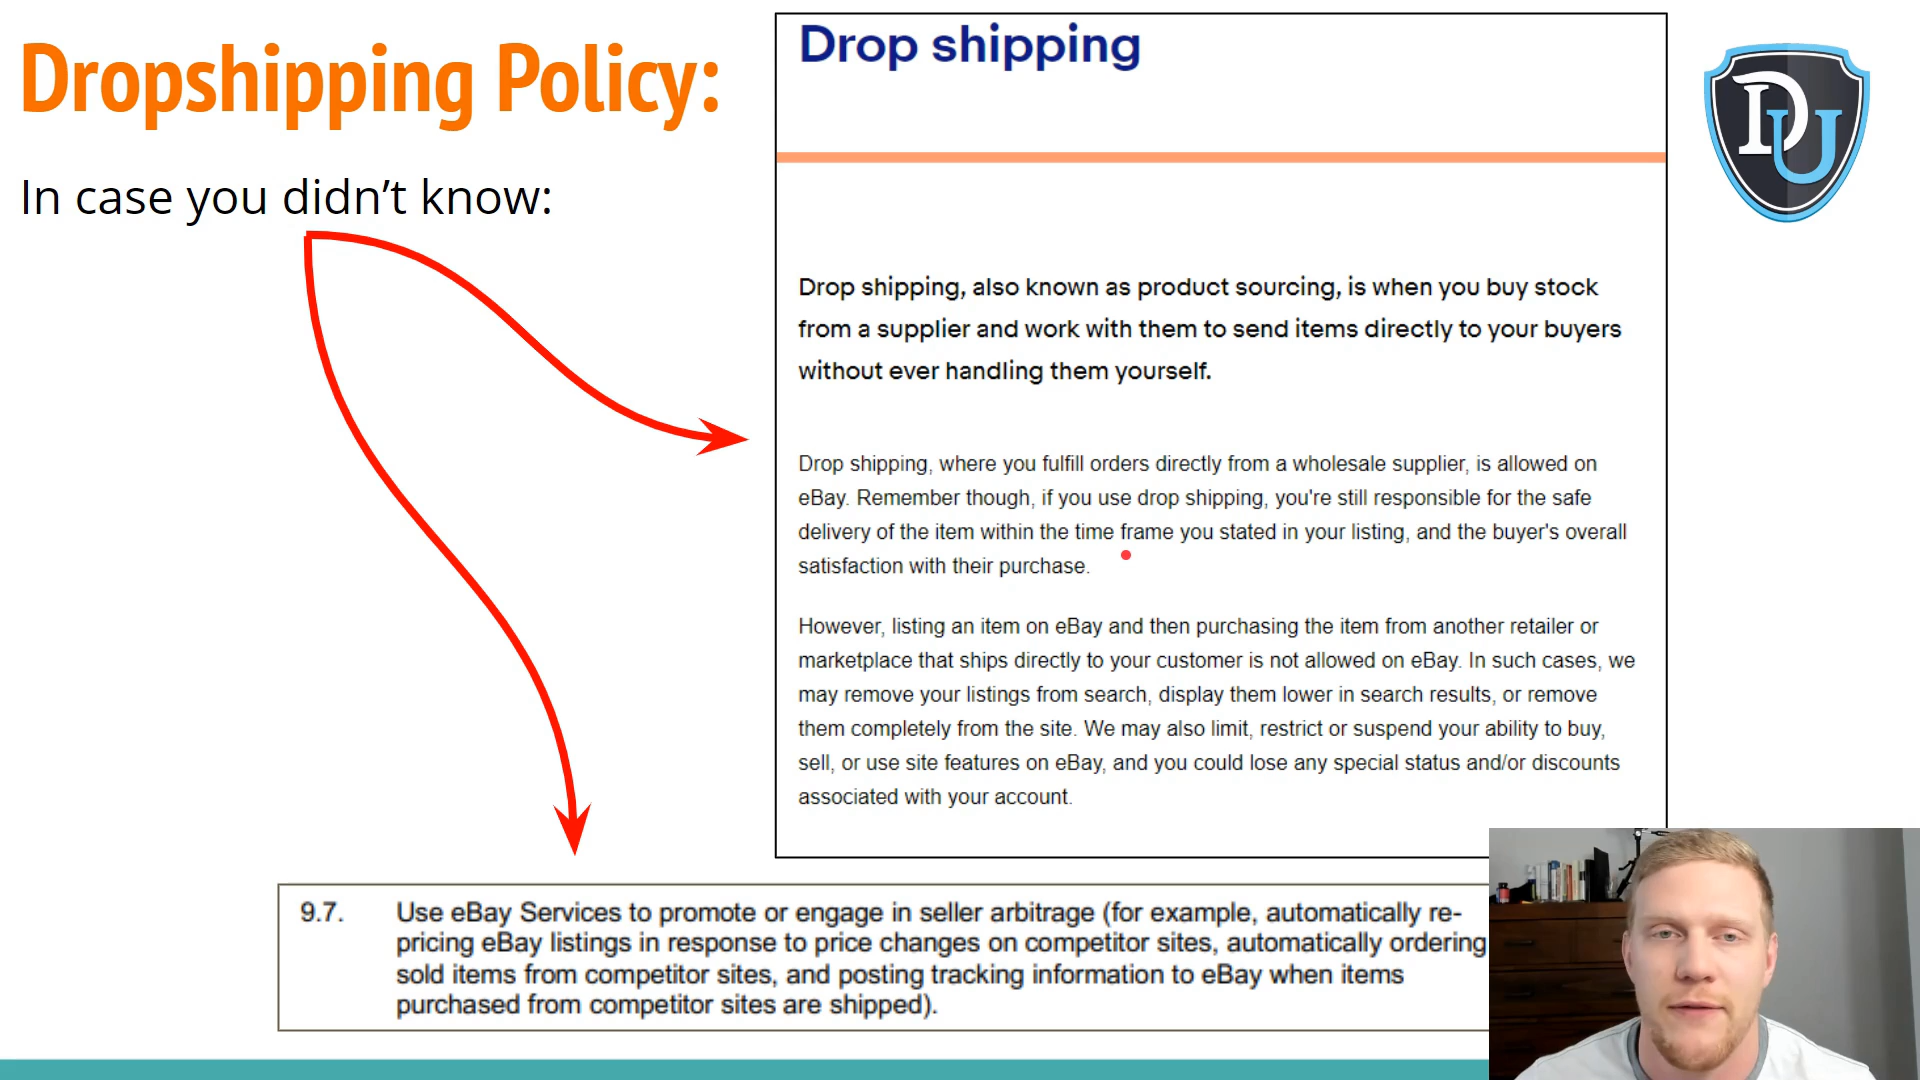 Dropshipping Policy:
In case you didn’t know:
Drop shipping
Drop shipping, also known as product sourcing, is when you buy stock
from a supplier and work with them to send items directly to your buyers
without ever handling them yourself.
Drop shipping, where you fulfill orders directly from a wholesale supplier, is allowed on
eBay. Remember though, if you use drop shipping, you're still responsible for the safe
delivery of the item within the time frame you stated in your listing, and the buyer's overall
satisfaction with their purchase.
However, listing an item on eBay and then purchasing the item from another retailer or
marketplace that ships directly to your customer is not allowed on eBay. In such cases, we
may remove your listings from search, display them lower in search results, or remove
them completely from the site. We may also limit, restrict or suspend your ability to buy,
sell, or use site features on eBay, and you could lose any special status and/or discounts
associated with your account.
DU
9.7. Use eBay Services to promote or engage in seller arbitrage (for example, automatically re-
pricing eBay listings in response to price changes on competitor sites, automatically ordering
sold items from competitor sites, and posting tracking information to eBay when items
purchased from competitor sites are shipped).